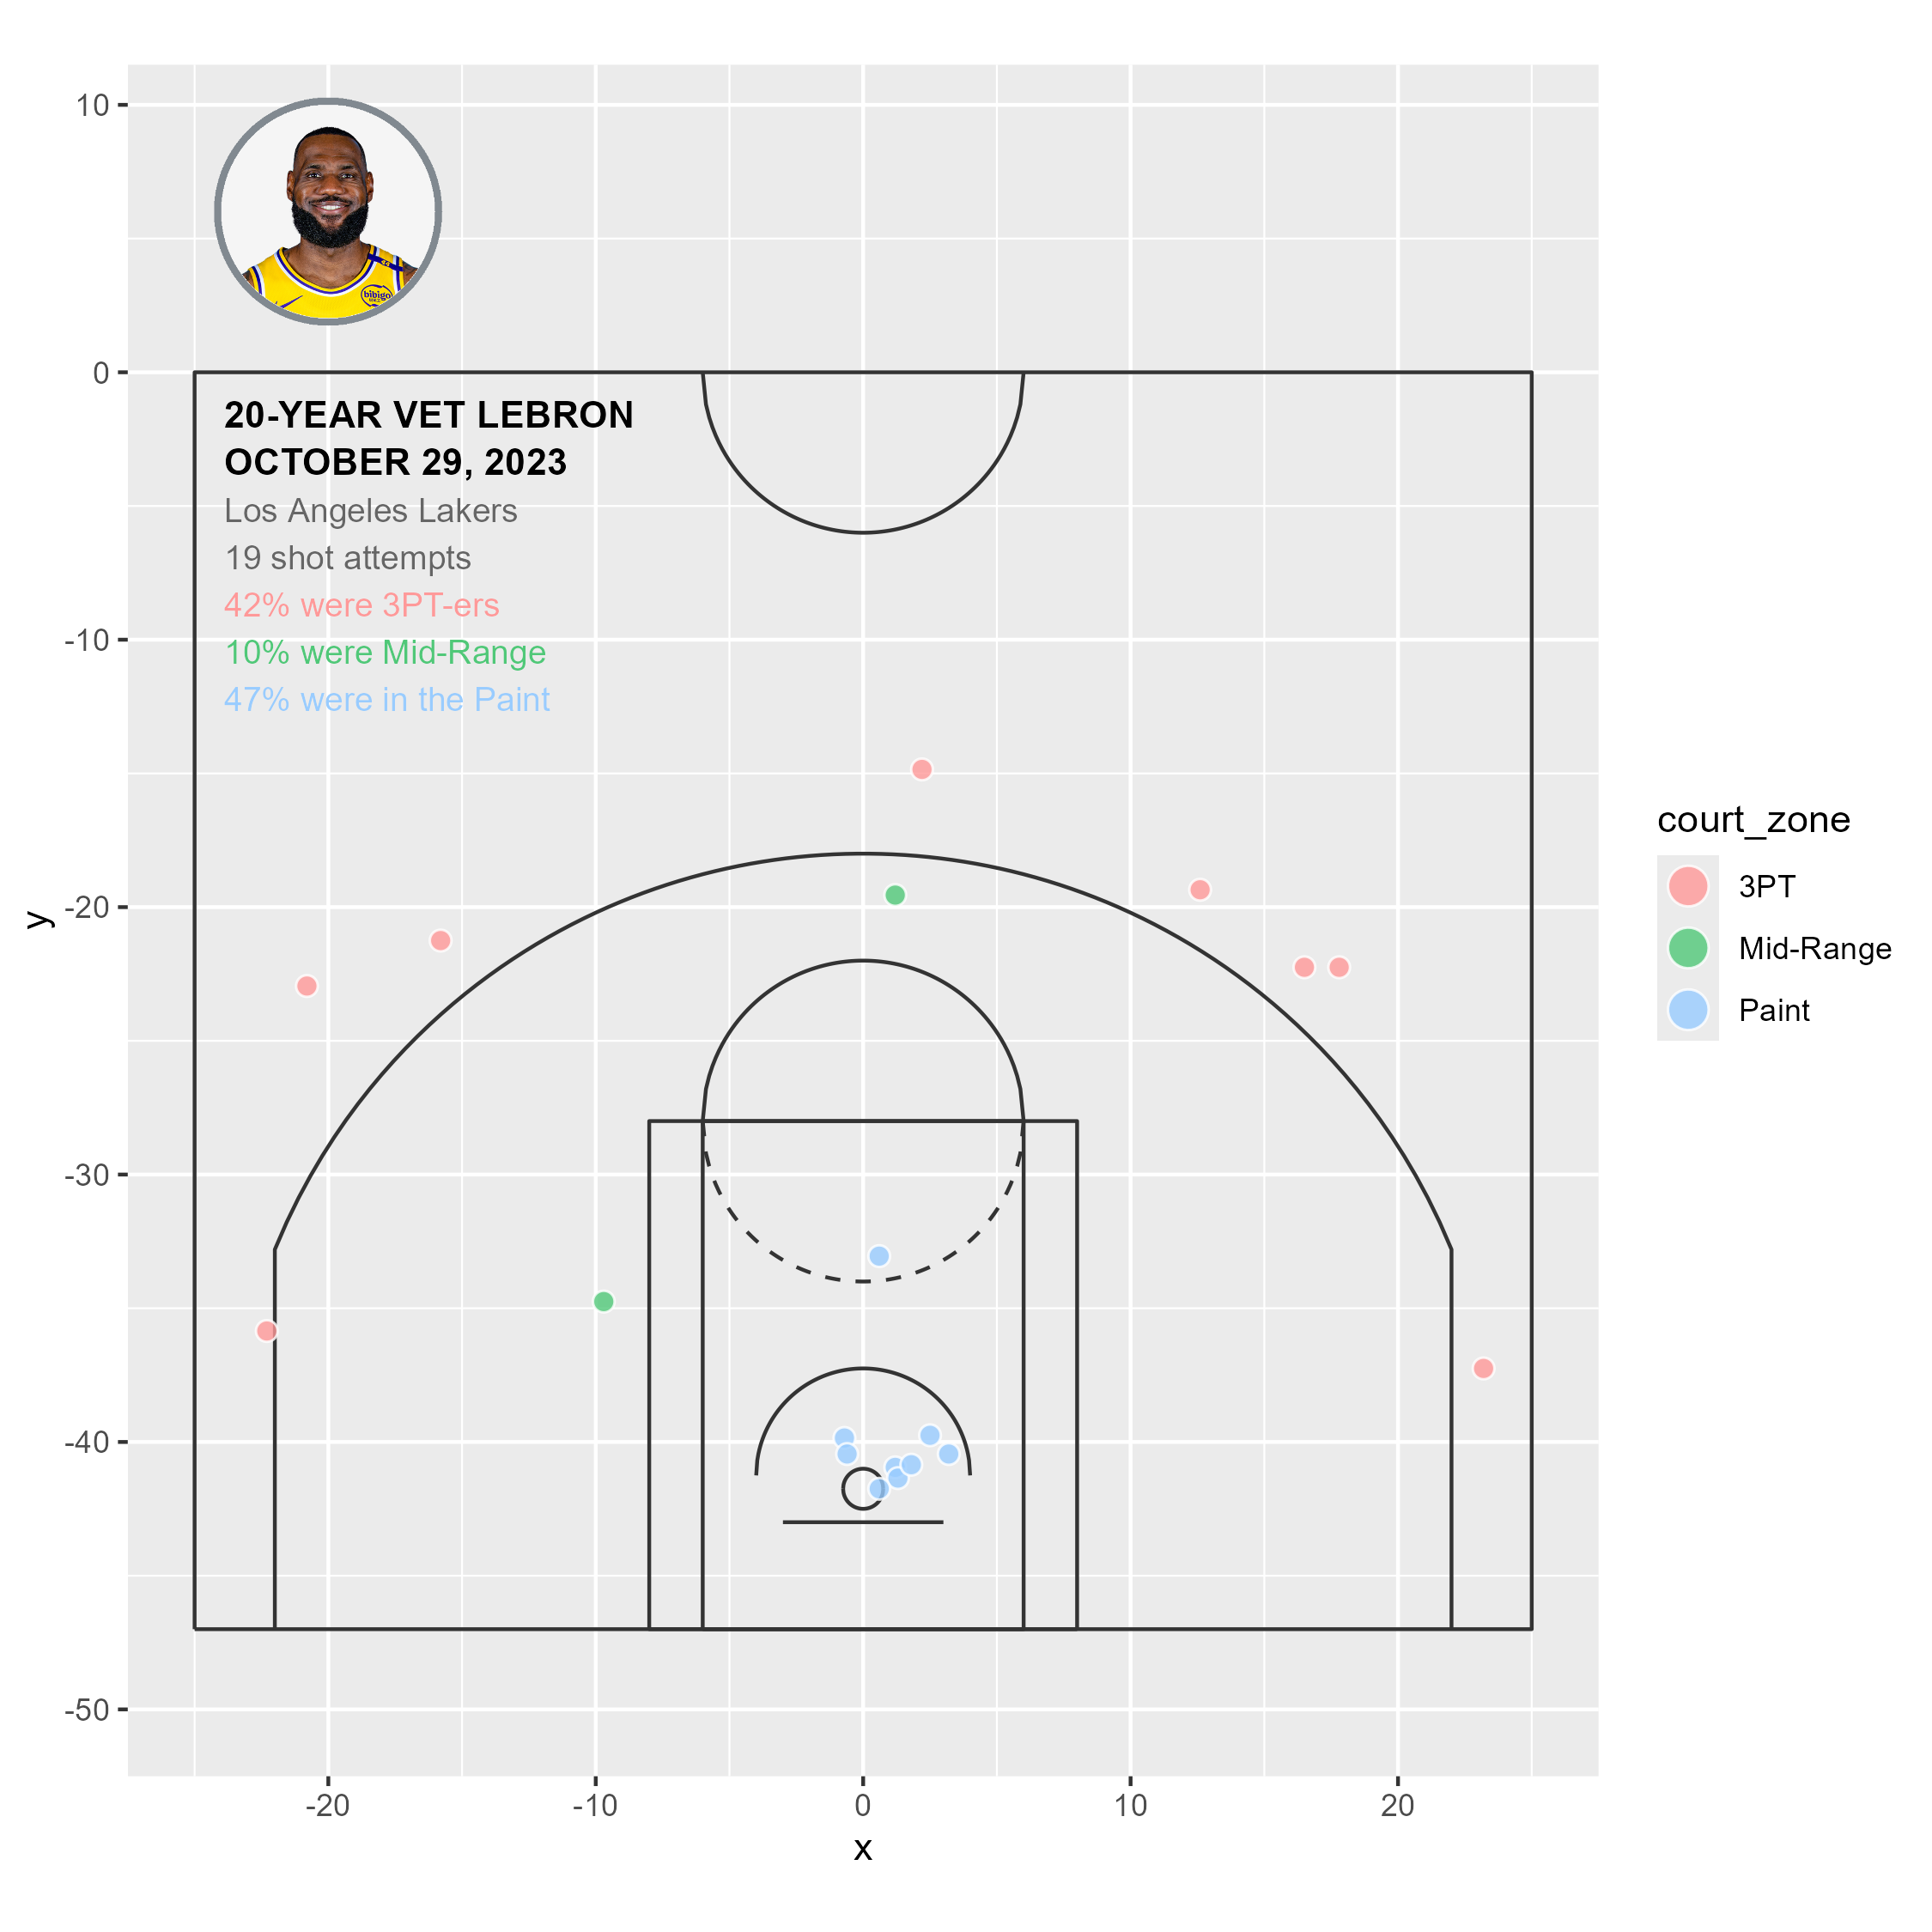 10
bibigo
0
20-YEAR VET LEBRON
OCTOBER 29, 2023
Los Angeles Lakers
19 shot attempts
42% were 3PT-ers
-10
10% were Mid-Range
47% were in the Paint
court_zone
3PT
Mid-Range
Paint
-20
y
-30
-40
-50
-20
-10
0
10
20
x